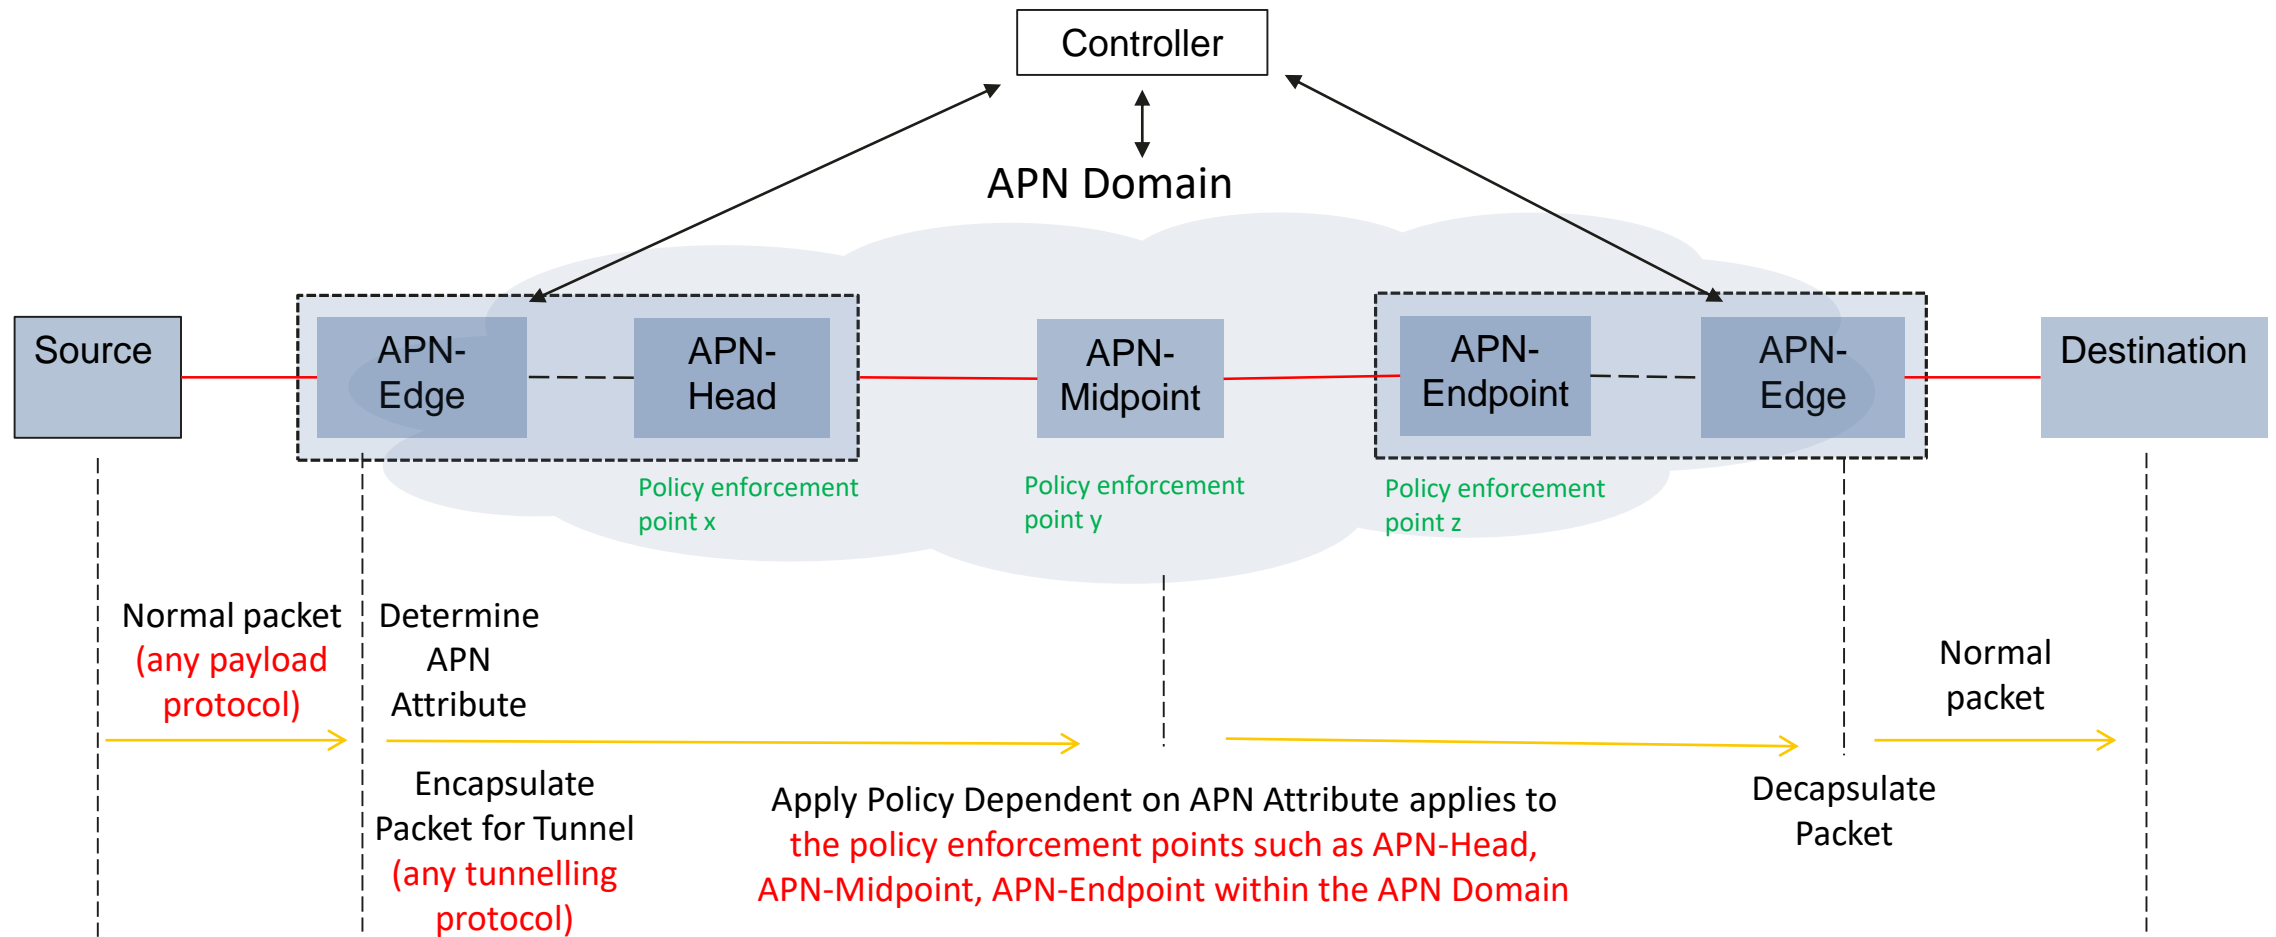 Controller
APN Domain
Source
APN-
Edge
APN-
Head
APN-
Midpoint
APN-
Endpoint
APN-
Edge
Destination
Policy enforcement
point x
Policy enforcement
point y
Policy enforcement
point z
Normal packet
(any payload
protocol)
Determine
APN
Attribute
Encapsulate
Packet for Tunnel
(any tunnelling
protocol)
Apply Policy Dependent on APN Attribute applies to
the policy enforcement points such as APN-Head,
APN-Midpoint, APN-Endpoint within the APN Domain
Decapsulate
Packet
Normal
packet